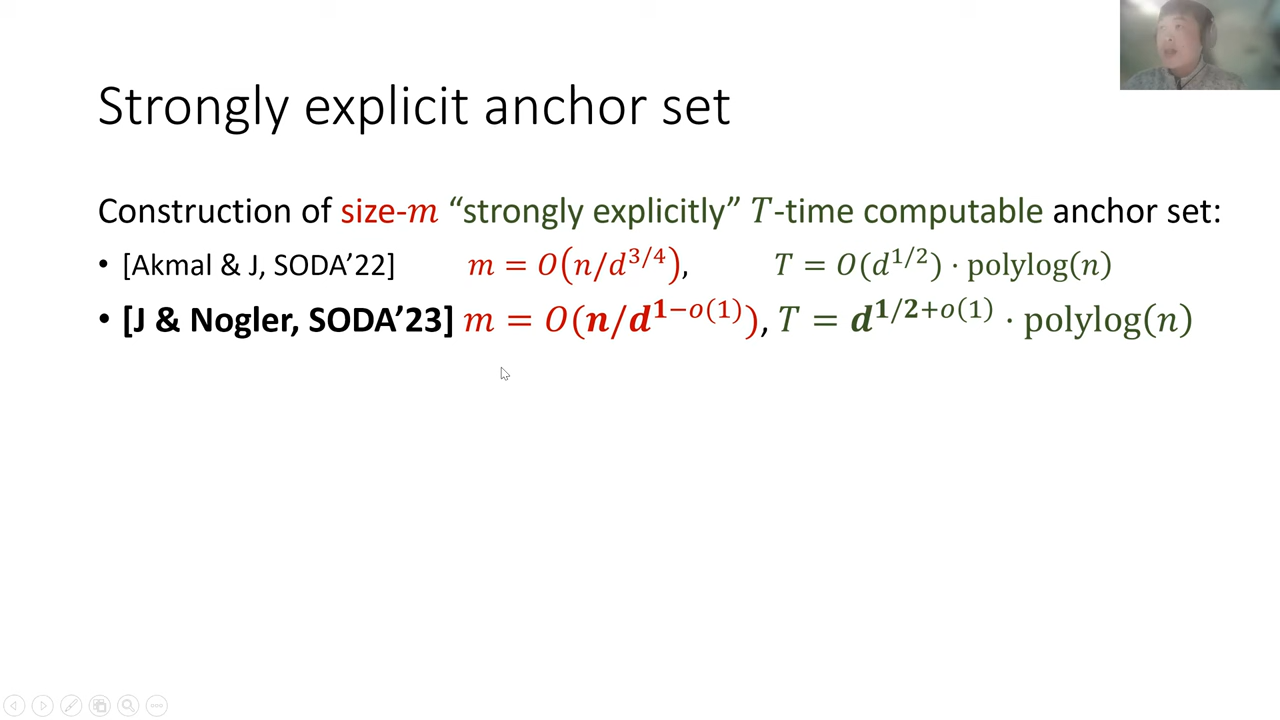 Strongly explicit anchor set
Construction of size-𝑚 “strongly explicitly” 𝑇-time computable anchor set:
• [Akmal & J, SODA’22] 𝑚 = 𝑂(𝑛/𝑑^{3/4}), 𝑇 = 𝑂(𝑑^{1/2}) · polylog(𝑛)
• [J & Nogler, SODA’23] 𝑚 = 𝑂(𝒏/𝒅^{𝟏−𝑜(1)}), 𝑇 = 𝒅^{𝟏/𝟐+𝑜(1)} · polylog(𝑛)